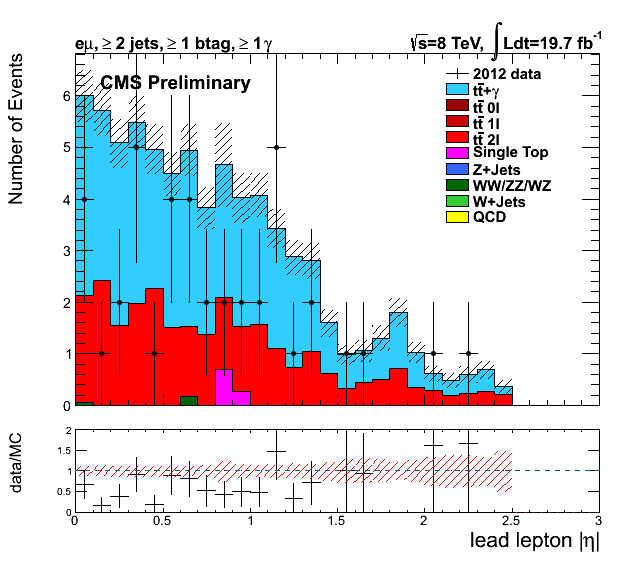 eμ, ≥ 2 jets, ≥ 1 btag, ≥ 1 γ
√s=8 TeV, ∫ Ldt=19.7 fb⁻¹
CMS Preliminary
Number of Events
6
5
4
3
2
1
0
2012 data
tt̄+γ
tt̄ 0l
tt̄ 1l
tt̄ 2l
Single Top
Z+Jets
WW/ZZ/WZ
W+Jets
QCD
data/MC
2
1.5
1
0.5
0
0 0.5 1 1.5 2 2.5 3
lead lepton |η|